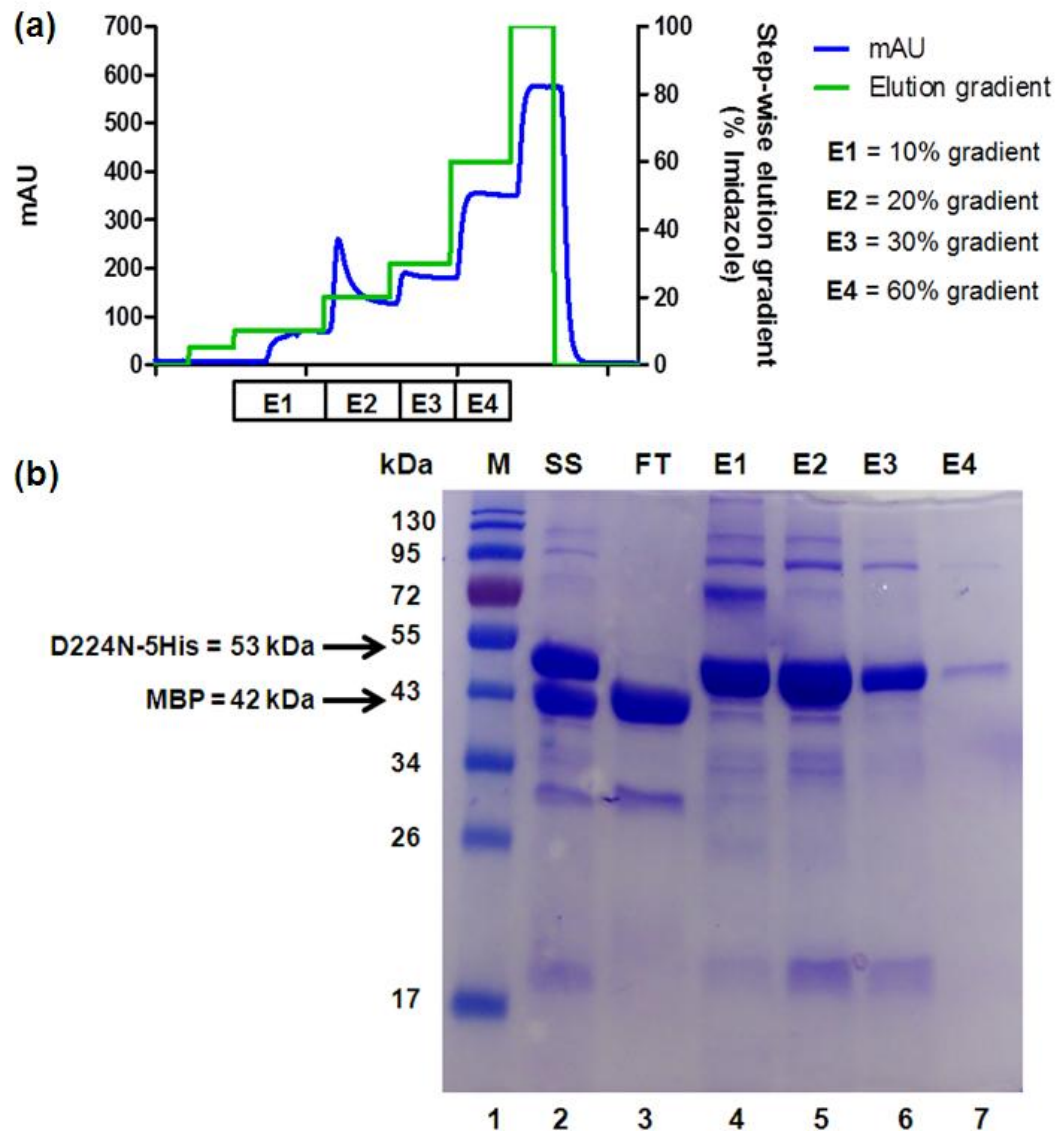 (a)
700
600
500
400
300
200
100
0
mAU
100
80
60
40
20
0
Step-wise elution gradient
(% Imidazole)
mAU
Elution gradient
E1 = 10% gradient
E2 = 20% gradient
E3 = 30% gradient
E4 = 60% gradient
E1 E2 E3 E4
(b)
kDa M SS FT E1 E2 E3 E4
130
95
72
55
D224N-5His = 53 kDa
43
MBP = 42 kDa
34
26
17
1 2 3 4 5 6 7